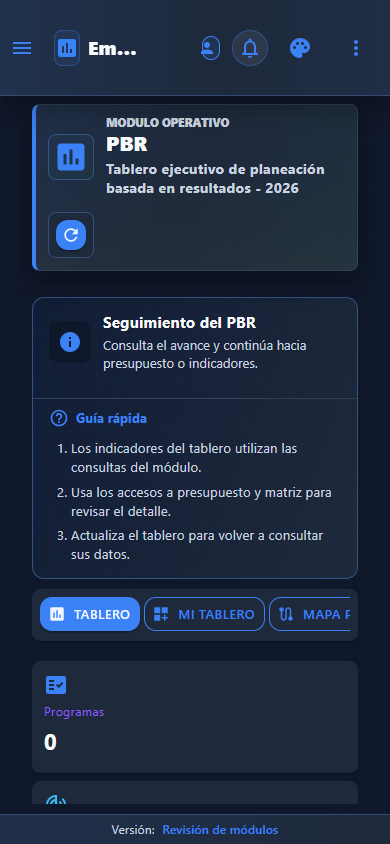 Em...
MODULO OPERATIVO
PBR
Tablero ejecutivo de planeación
basada en resultados - 2026
Seguimiento del PBR
Consulta el avance y continúa hacia
presupuesto o indicadores.
Guía rápida
1. Los indicadores del tablero utilizan las
consultas del módulo.
2. Usa los accesos a presupuesto y matriz para
revisar el detalle.
3. Actualiza el tablero para volver a consultar
sus datos.
TABLERO
MI TABLERO
MAPA
Programas
0
Versión: Revisión de módulos